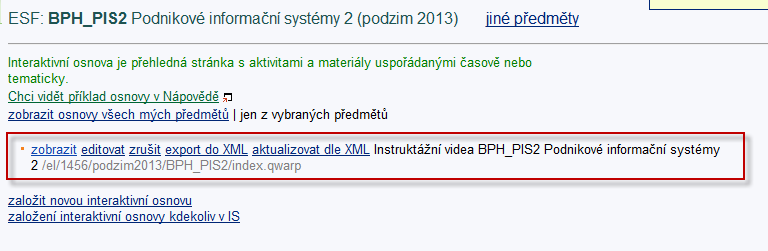 ESF: BPH_PIS2 Podnikové informační systémy 2 (podzim 2013) jiné předměty
Interaktivní osnova je přehledná stránka s aktivitami a materiály uspořádanými časově nebo
tematicky.
Chci vidět příklad osnovy v Nápovědě
zobrazit osnovy všech mých předmětů | jen z vybraných předmětů
zobrazit editovat zrušit export do XML aktualizovat dle XML Instruktážní videa BPH_PIS2 Podnikové informační systémy
2 /el/1456/podzim2013/BPH_PIS2/index.qwarp
založit novou interaktivní osnovu
založení interaktivní osnovy kdekoliv v IS